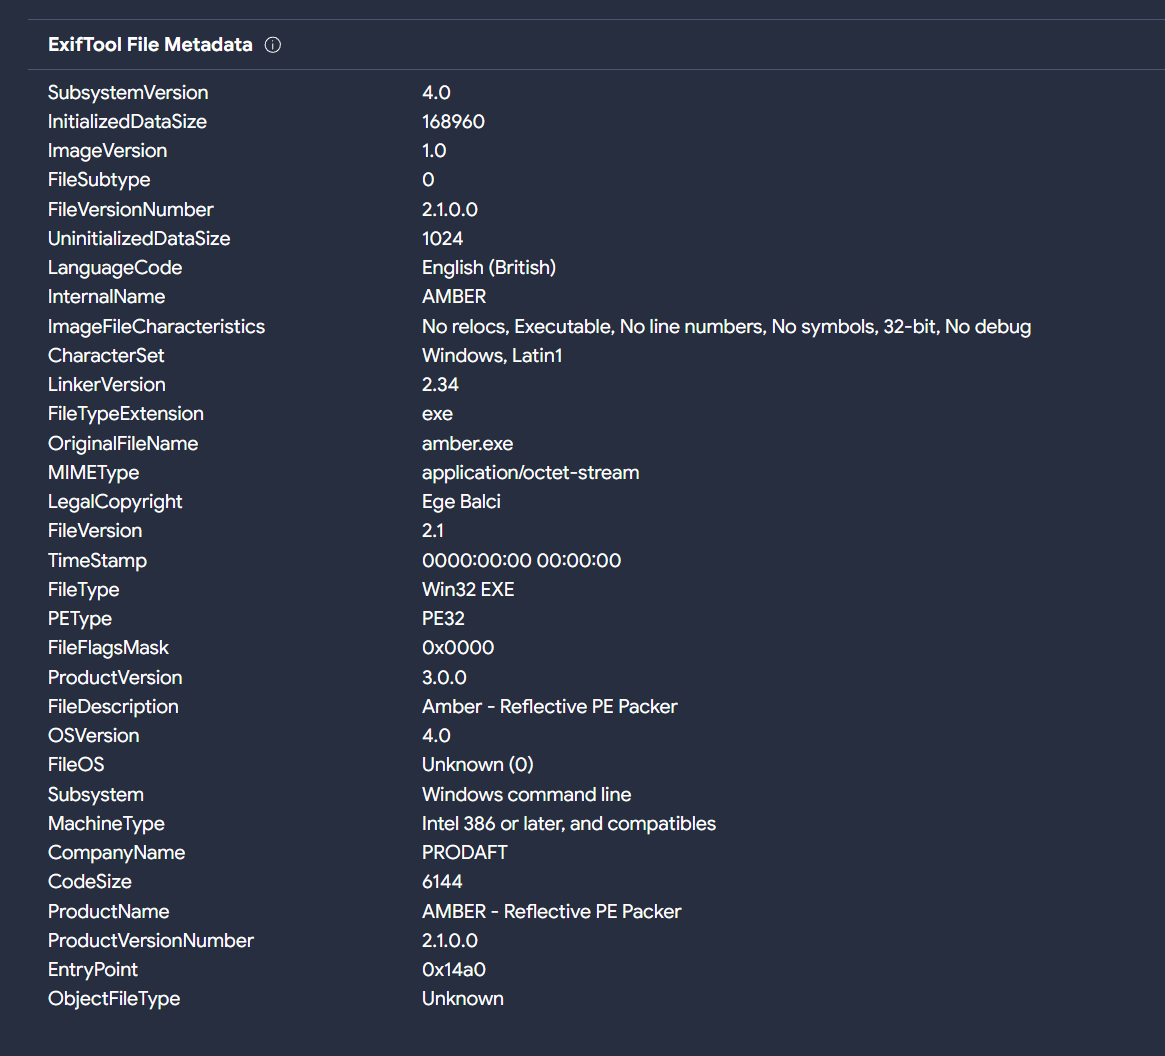 ExifTool File Metadata
SubsystemVersion 4.0
InitializedDataSize 168960
ImageVersion 1.0
FileSubtype 0
FileVersionNumber 2.1.0.0
UninitializedDataSize 1024
LanguageCode English (British)
InternalName AMBER
ImageFileCharacteristics No relocs, Executable, No line numbers, No symbols, 32-bit, No debug
CharacterSet Windows, Latin1
LinkerVersion 2.34
FileTypeExtension exe
OriginalFileName amber.exe
MIMEType application/octet-stream
LegalCopyright Ege Balci
FileVersion 2.1
TimeStamp 0000:00:00 00:00:00
FileType Win32 EXE
PEType PE32
FileFlagsMask 0x0000
ProductVersion 3.0.0
FileDescription Amber - Reflective PE Packer
OSVersion 4.0
FileOS Unknown (0)
Subsystem Windows command line
MachineType Intel 386 or later, and compatibles
CompanyName PRODAFT
CodeSize 6144
ProductName AMBER - Reflective PE Packer
ProductVersionNumber 2.1.0.0
EntryPoint 0x14a0
ObjectFileType Unknown